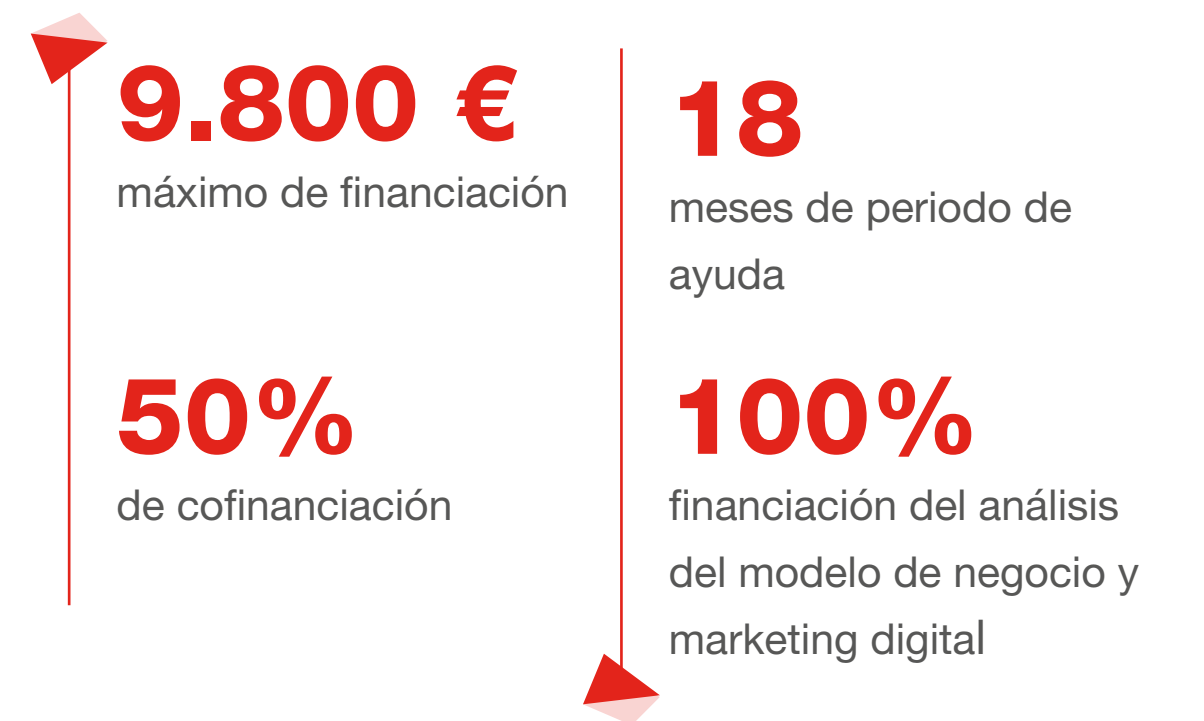 9.800 €
máximo de financiación
50%
de cofinanciación
18
meses de periodo de
ayuda
100%
financiación del análisis
del modelo de negocio y
marketing digital